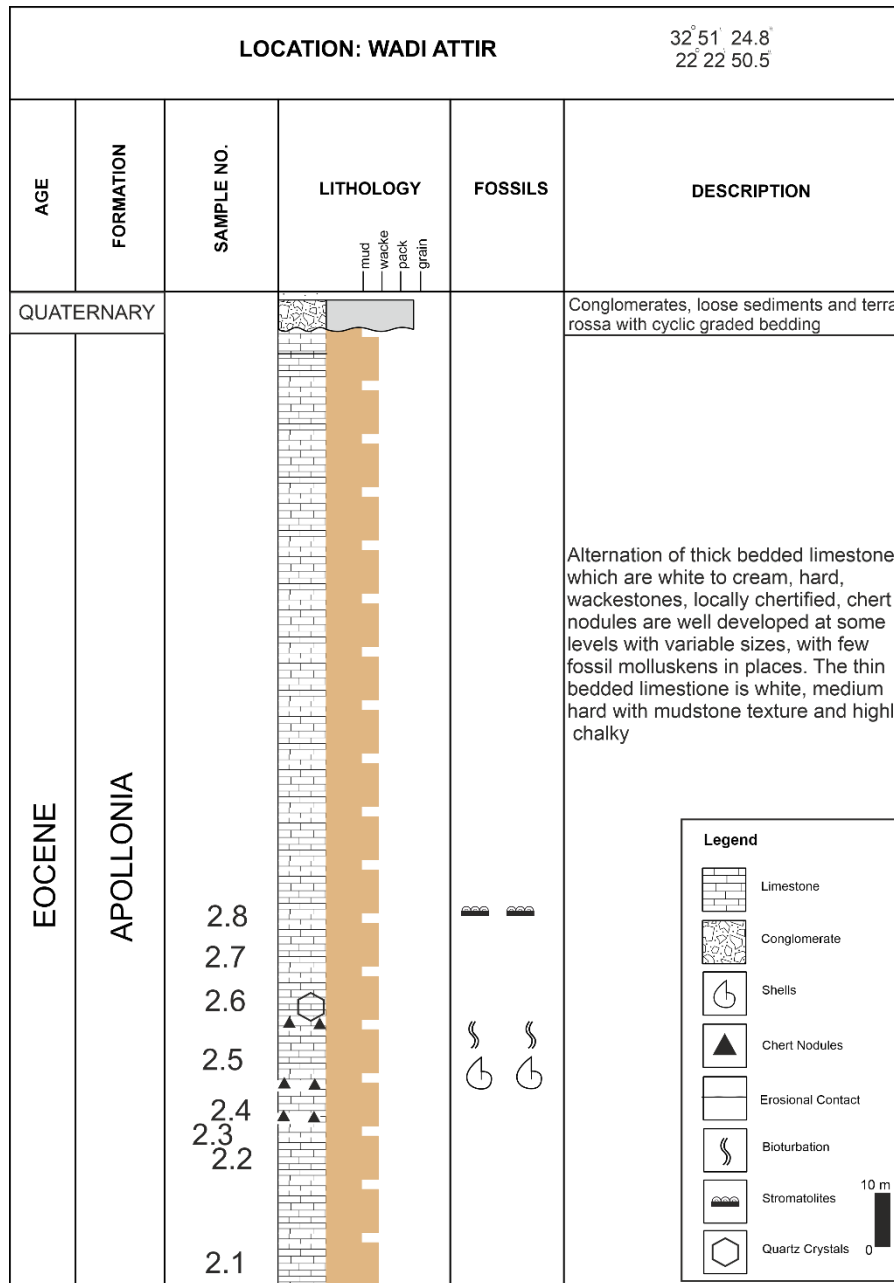 LOCATION: WADI ATTIR
32° 51' 24.8"
22° 22' 50.5"
AGE
FORMATION
SAMPLE NO.
LITHOLOGY
mud
wacke
pack
grain
FOSSILS
DESCRIPTION
QUATERNARY
Conglomerates, loose sediments and terra
rossa with cyclic graded bedding
EOCENE
APOLLONIA
Alternation of thick bedded limestone
which are white to cream, hard,
wackestones, locally chertified, chert
nodules are well developed at some
levels with variable sizes, with few
fossil molluskens in places. The thin
bedded limestione is white, medium
hard with mudstone texture and highl
chalky
2.8
2.7
2.6
2.5
2.4
2.3
2.2
2.1
Legend
Limestone
Conglomerate
Shells
Chert Nodules
Erosional Contact
Bioturbation
Stromatolites
Quartz Crystals
10 m
0